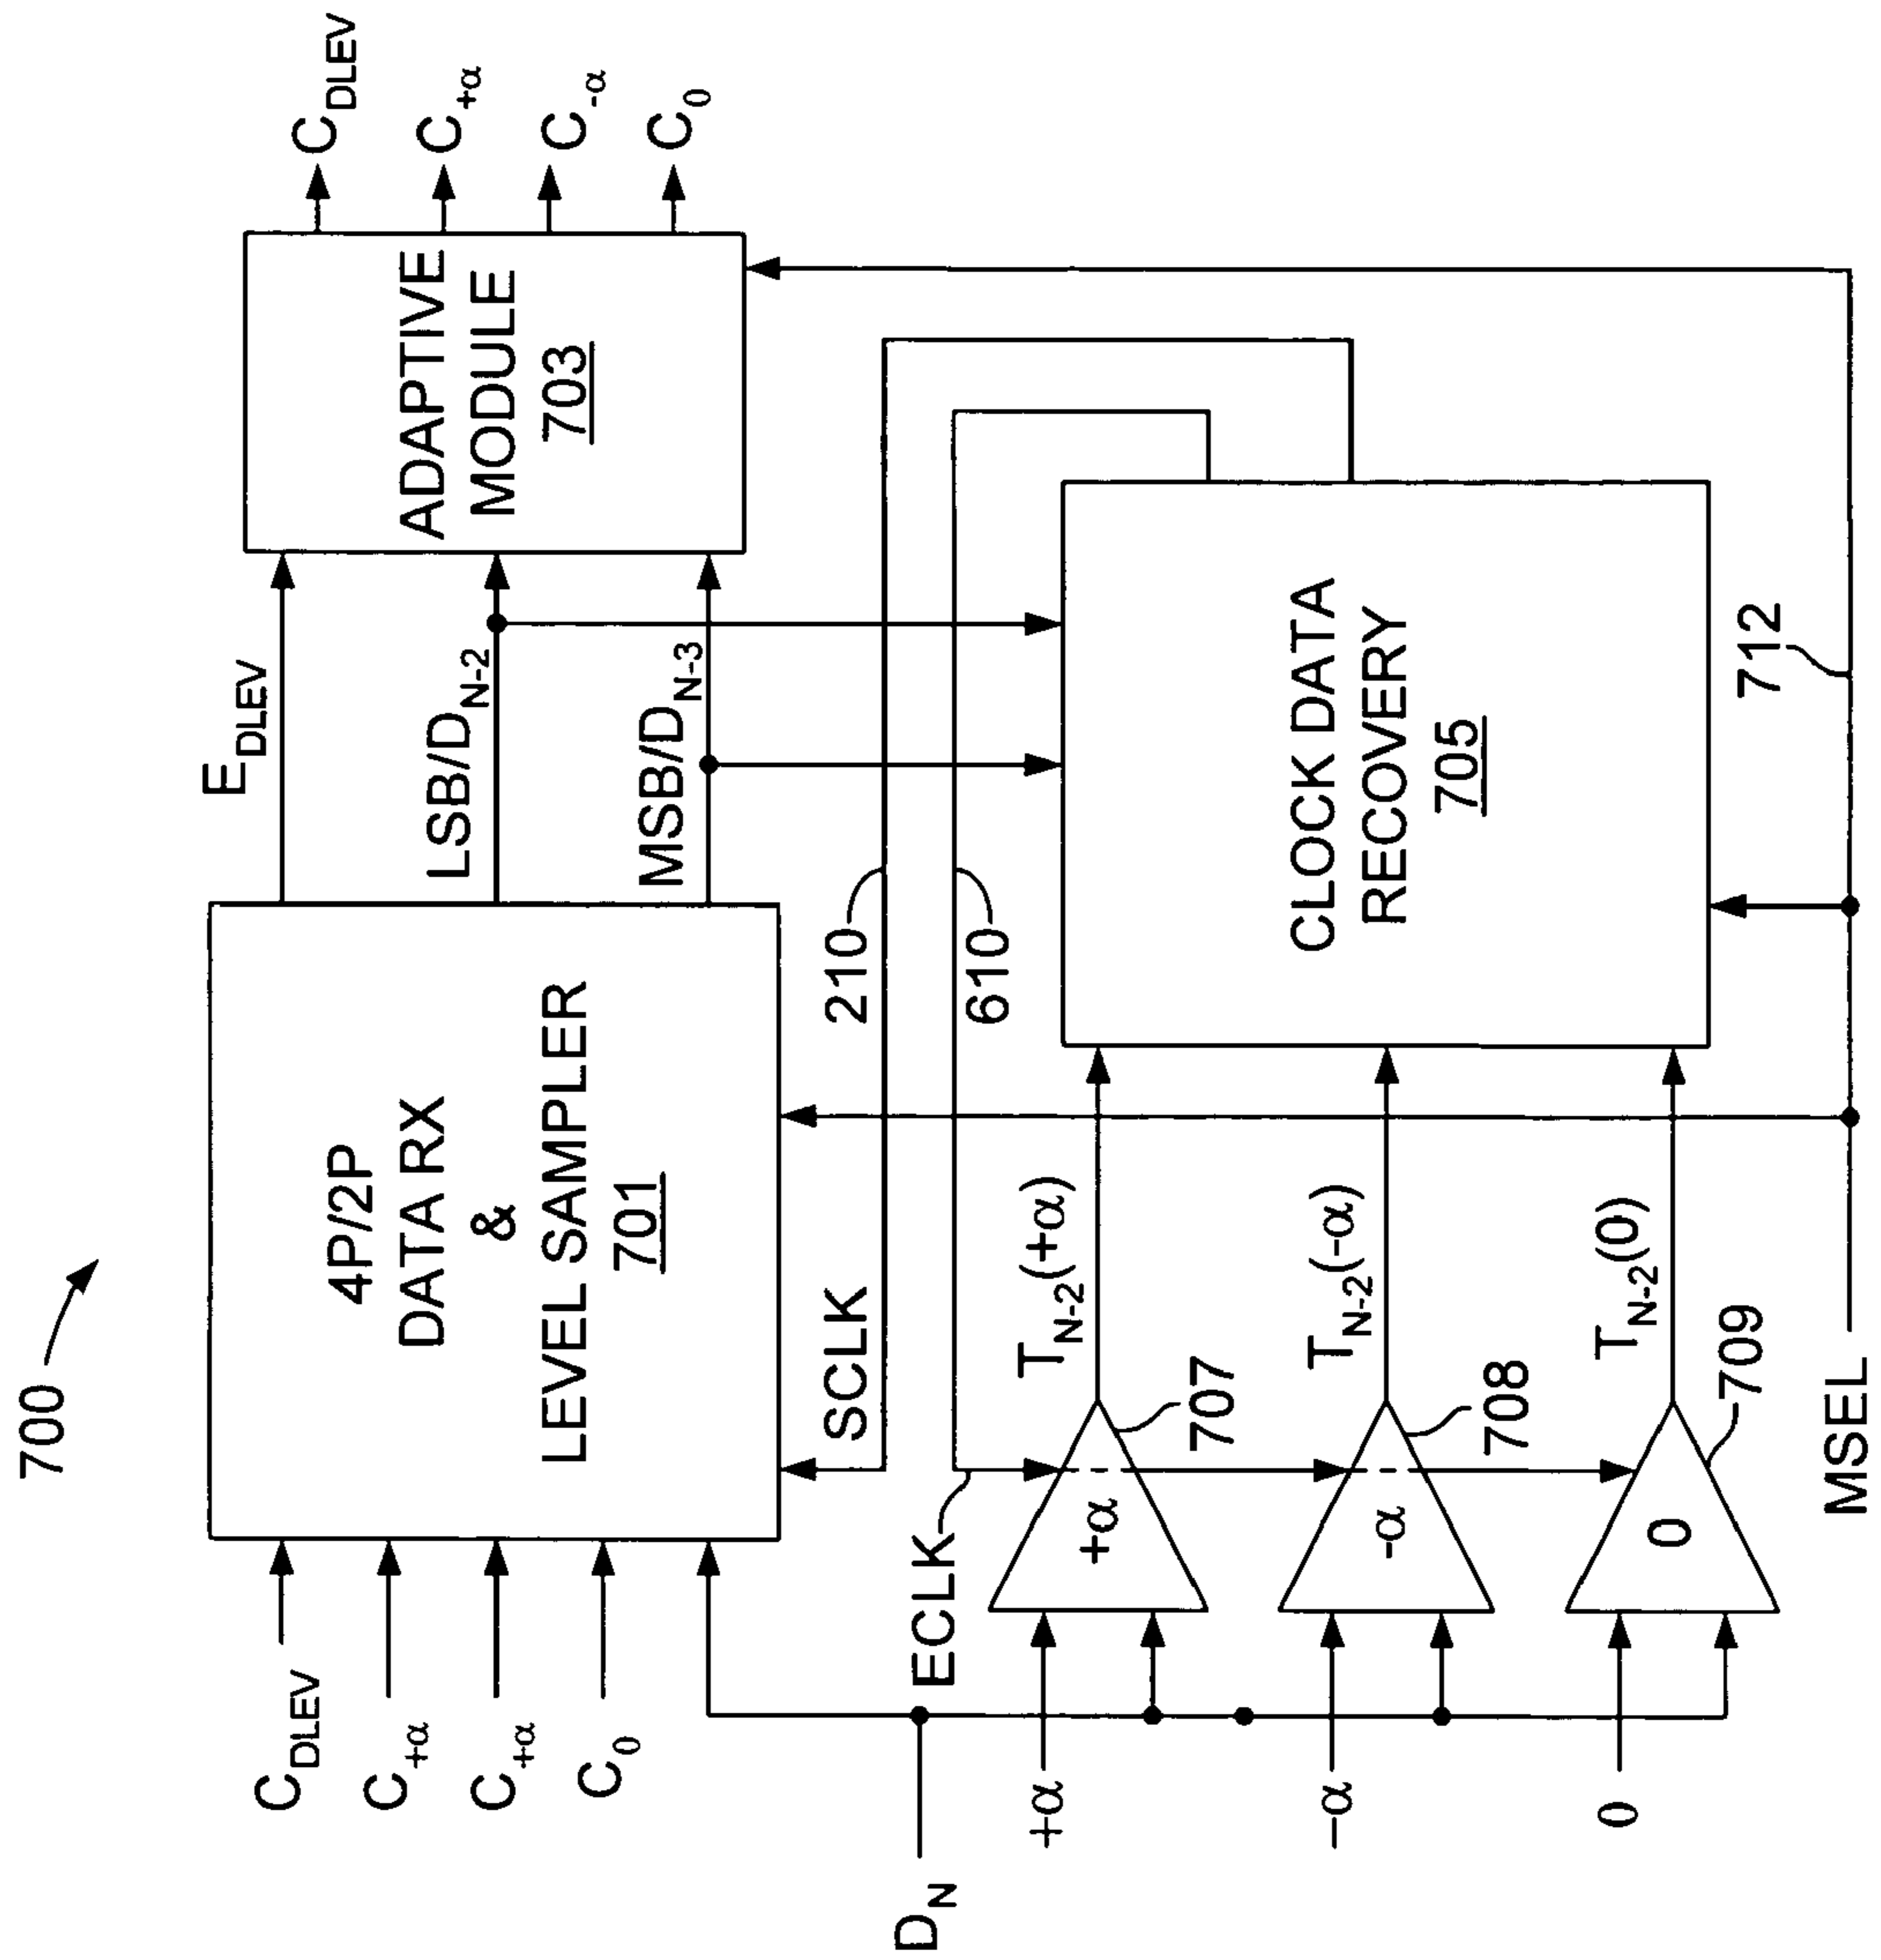 700
C_DLEV
C_+α
C_+α
C_0
D_N
4P/2P
DATA RX
&
LEVEL SAMPLER
701
E_DLEV
LSB/D_N-2
MSB/D_N-3
ADAPTIVE
MODULE
703
C_DLEV
C_+α
C_-α
C_0
SCLK
210
610
ECLK
+α
+α
T_N-2(+α)
707
-α
-α
T_N-2(-α)
708
0
0
T_N-2(0)
709
CLOCK DATA
RECOVERY
705
MSEL
712